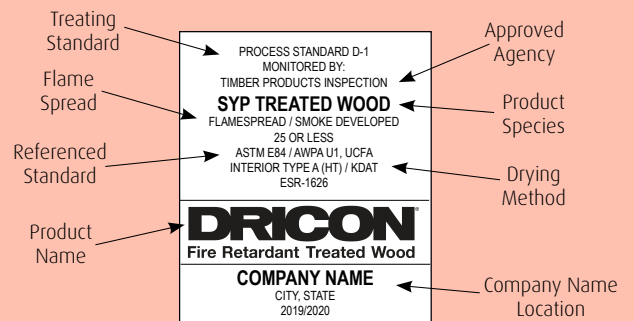 Treating
Standard
Flame
Spread
Referenced
Standard
Product
Name
PROCESS STANDARD D-1
MONITORED BY:
TIMBER PRODUCTS INSPECTION
SYP TREATED WOOD
FLAMESPREAD / SMOKE DEVELOPED
25 OR LESS
ASTM E84 / AWPA U1, UCFA
INTERIOR TYPE A (HT) / KDAT
ESR-1626
DRICON®
Fire Retardant Treated Wood
COMPANY NAME
CITY, STATE
2019/2020
Approved
Agency
Product
Species
Drying
Method
Company Name
Location